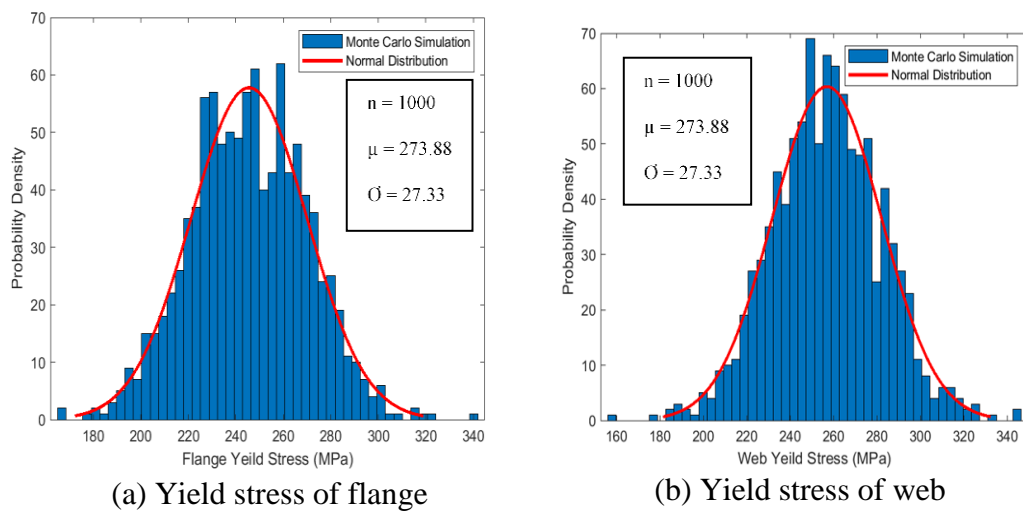 70
60
50
40
30
20
10
0
Probability Density
Monte Carlo Simulation
Normal Distribution
n = 1000
μ = 273.88
Ơ = 27.33
180 200 220 240 260 280 300 320 340
Flange Yeild Stress (MPa)
(a) Yield stress of flange
70
60
50
40
30
20
10
0
Probability Density
Monte Carlo Simulation
Normal Distribution
n = 1000
μ = 273.88
Ơ = 27.33
160 180 200 220 240 260 280 300 320 340
Web Yeild Stress (MPa)
(b) Yield stress of web